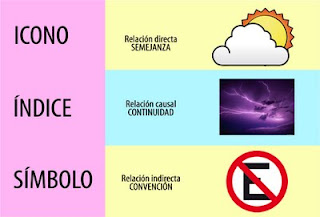 ICONO
Relación directa
SEMEJANZA
ÍNDICE
Relación causal
CONTINUIDAD
SÍMBOLO
Relación indirecta
CONVENCIÓN
E